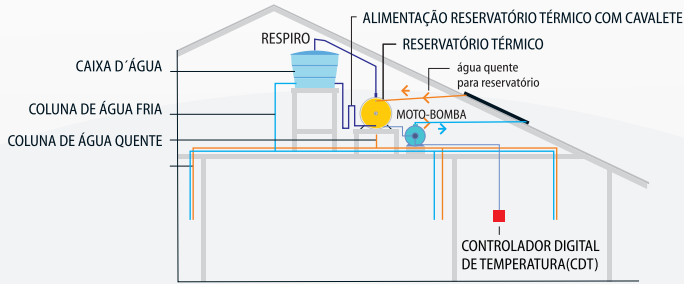 ALIMENTAÇÃO RESERVATÓRIO TÉRMICO COM CAVALETE
RESPIRO
RESERVATÓRIO TÉRMICO
CAIXA D´ÁGUA
água quente
para reservatório
COLUNA DE ÁGUA FRIA
MOTO-BOMBA
COLUNA DE ÁGUA QUENTE
CONTROLADOR DIGITAL
DE TEMPERATURA(CDT)